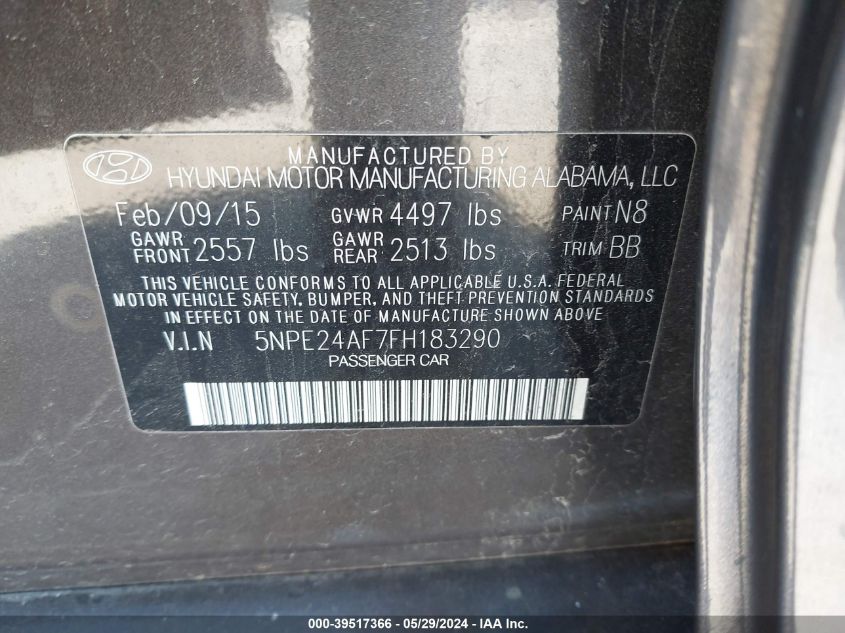 MANUFACTURED BY
HYUNDAI MOTOR MANUFACTURING ALABAMA, LLC
Feb/09/15 GVWR 4497 lbs PAINT N8
GAWR FRONT 2557 lbs GAWR REAR 2513 lbs TRIM BB
THIS VEHICLE CONFORMS TO ALL APPLICABLE U.S.A. FEDERAL
MOTOR VEHICLE SAFETY, BUMPER, AND THEFT PREVENTION STANDARDS
IN EFFECT ON THE DATE OF MANUFACTURE SHOWN ABOVE
V.I.N 5NPE24AF7FH183290
PASSENGER CAR
000-39517366 - 05/29/2024 - IAA Inc.